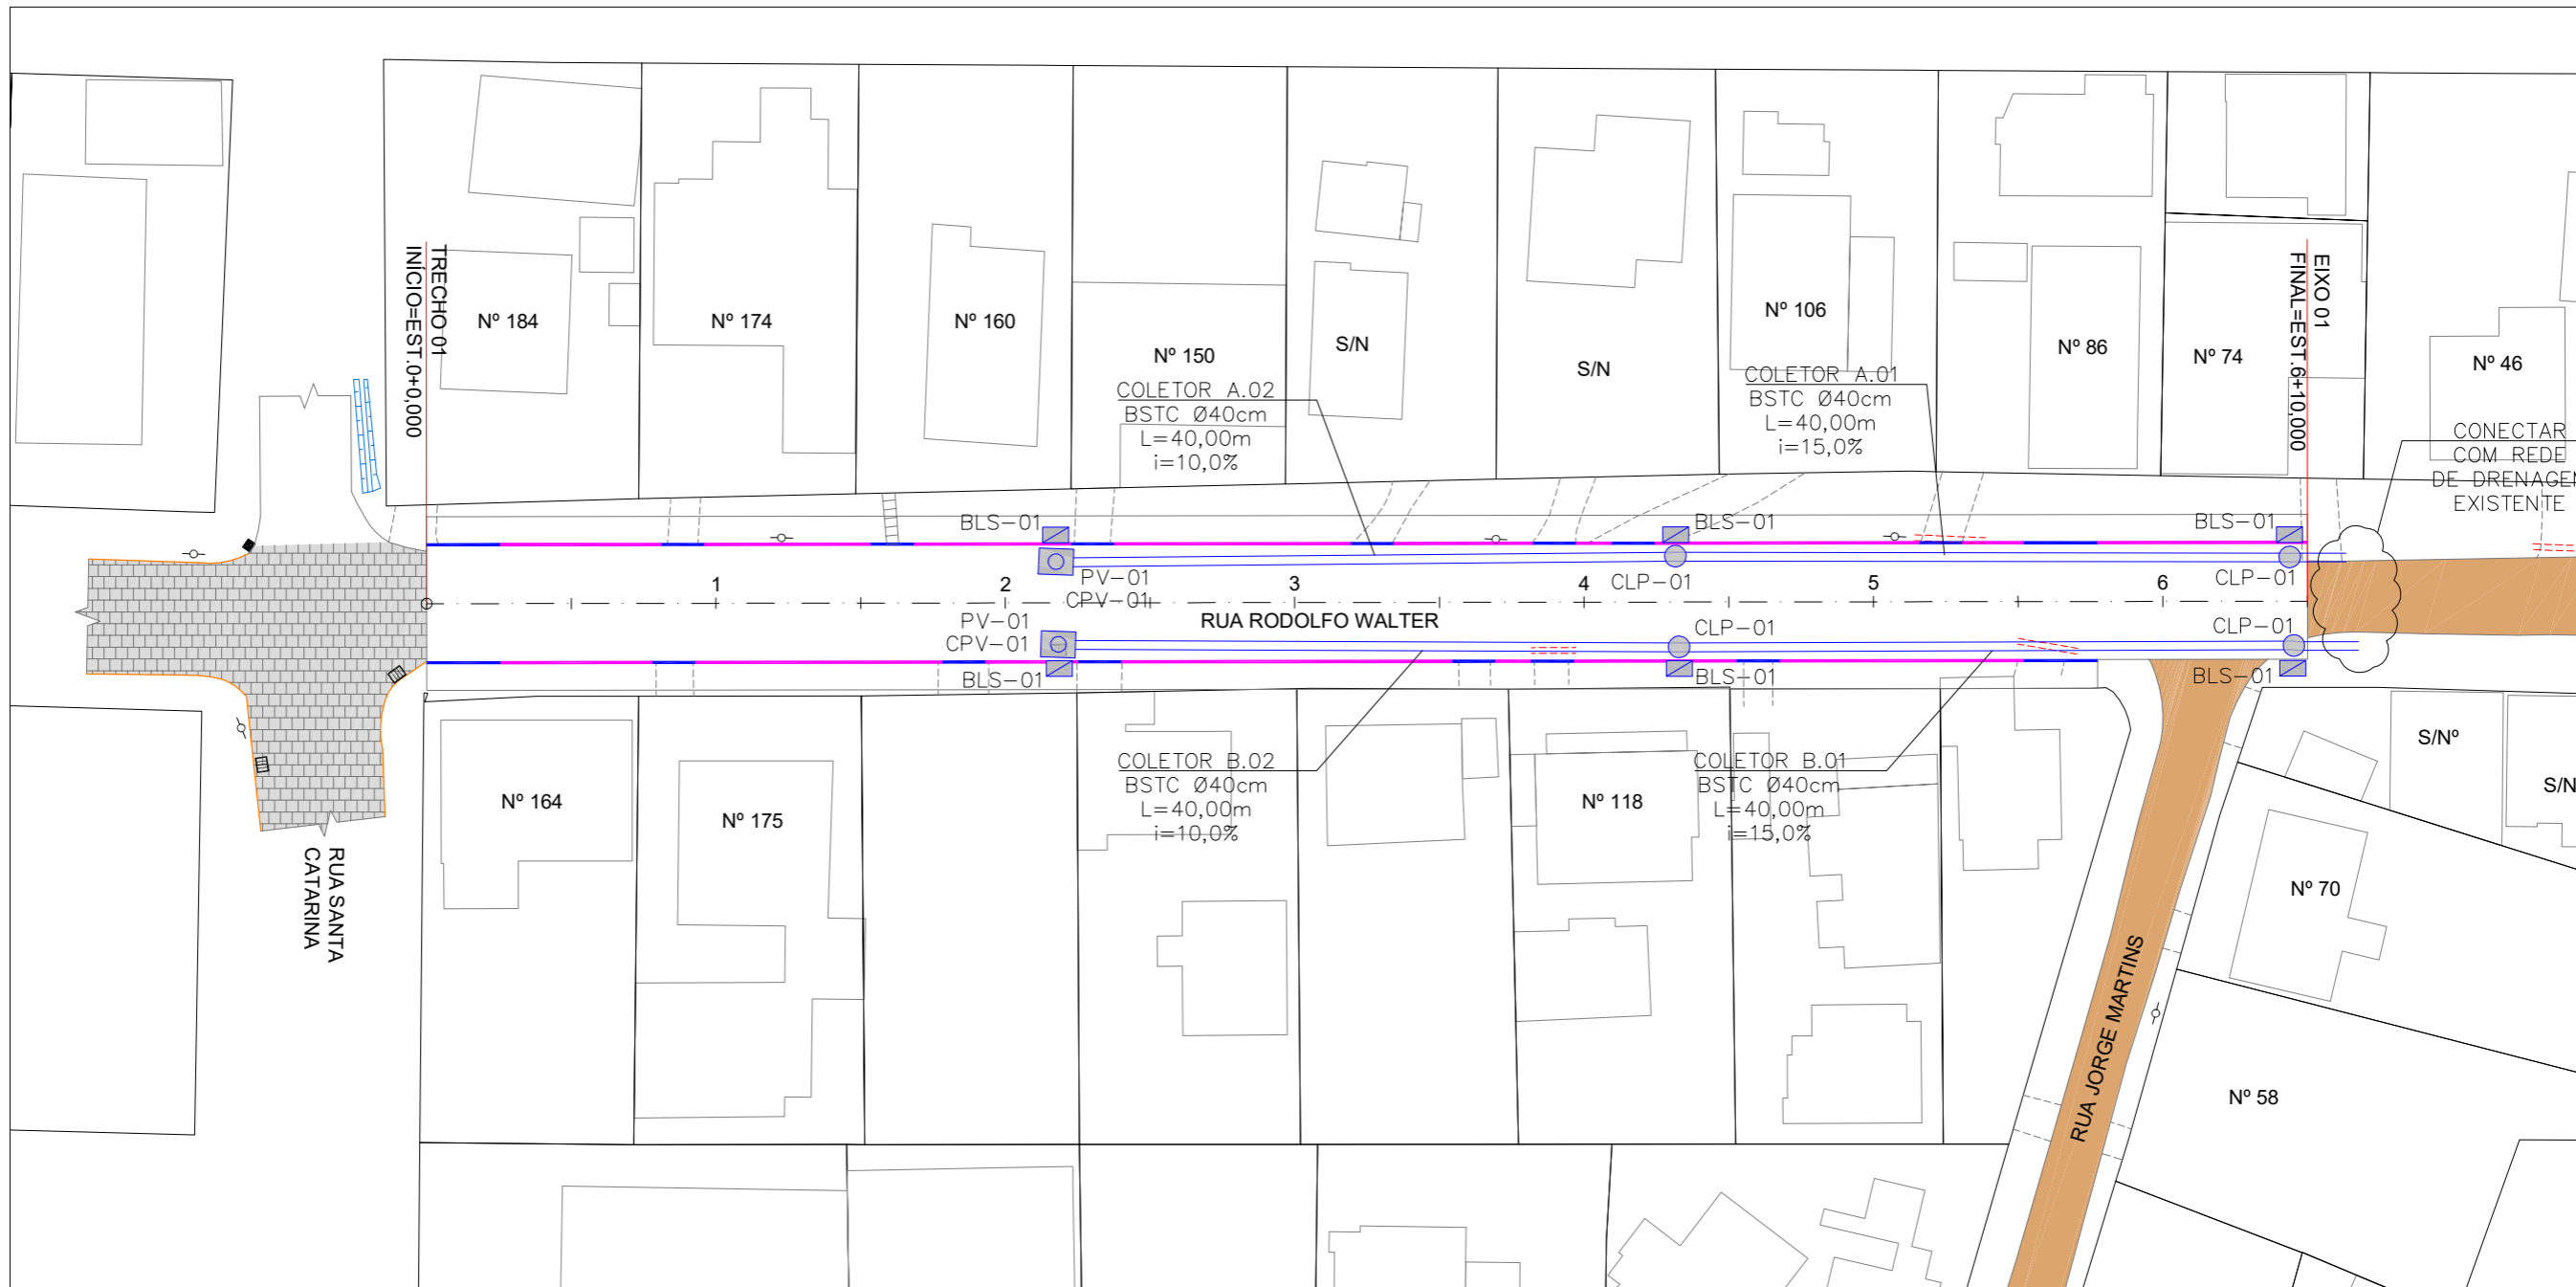 TRECHO 01
INÍCIO=EST.0+0,000
Nº 184
Nº 174
Nº 160
Nº 150
S/N
S/N
Nº 106
Nº 86
Nº 74
EIXO 01
FINAL=EST.6+10,000
Nº 46
COLETOR A.02
BSTC Ø40cm
L=40,00m
i=10,0%
COLETOR A.01
BSTC Ø40cm
L=40,00m
i=15,0%
CONECTAR
COM REDE
DE DRENAGEM
EXISTENTE
BLS-01
BLS-01
BLS-01
PV-01
CPV-01
CLP-01
CLP-01
1
2
3
4
5
6
RUA RODOLFO WALTER
PV-01
CPV-01
CLP-01
CLP-01
BLS-01
BLS-01
BLS-01
COLETOR B.02
BSTC Ø40cm
L=40,00m
i=10,0%
COLETOR B.01
BSTC Ø40cm
L=40,00m
i=15,0%
Nº 164
Nº 175
Nº 118
S/Nº
S/N
Nº 70
Nº 58
RUA SANTA
CATARINA
RUA JORGE MARTINS